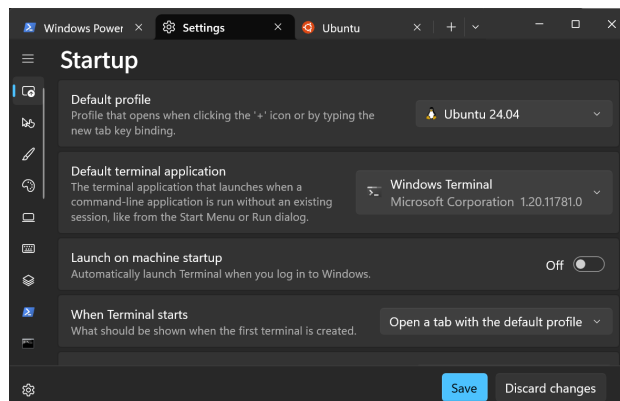 Windows Power
Settings
Ubuntu
Startup
Default profile
Profile that opens when clicking the '+' icon or by typing the
new tab key binding.
Ubuntu 24.04
Default terminal application
The terminal application that launches when a
command-line application is run without an existing
session, like from the Start Menu or Run dialog.
Windows Terminal
Microsoft Corporation 1.20.11781.0
Launch on machine startup
Automatically launch Terminal when you log in to Windows.
Off
When Terminal starts
What should be shown when the first terminal is created.
Open a tab with the default profile
Save
Discard changes